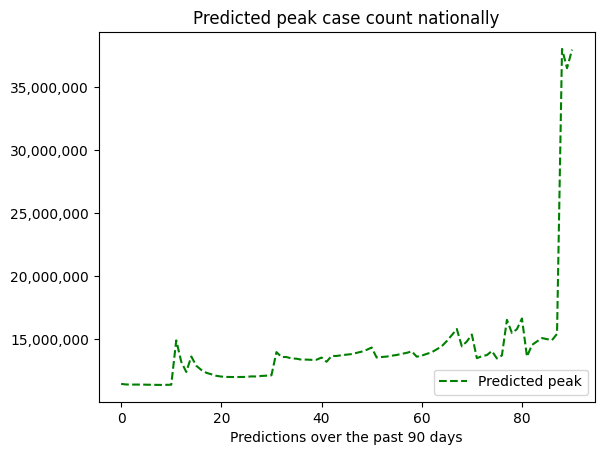 Predicted peak case count nationally
35,000,000
30,000,000
25,000,000
20,000,000
15,000,000
0 20 40 60 80
Predicted peak
Predictions over the past 90 days